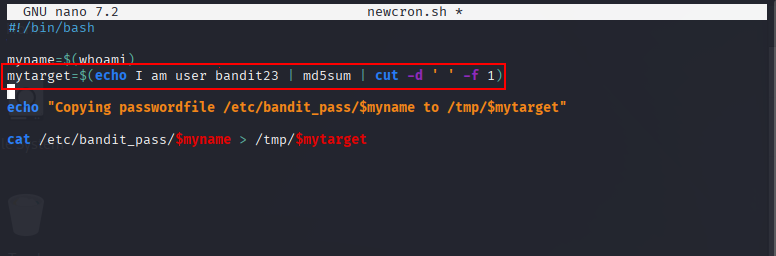 GNU nano 7.2 newcron.sh *
#!/bin/bash
myname=$(whoami)
mytarget=$(echo I am user bandit23 | md5sum | cut -d ' ' -f 1)
echo "Copying passwordfile /etc/bandit_pass/$myname to /tmp/$mytarget"
cat /etc/bandit_pass/$myname > /tmp/$mytarget